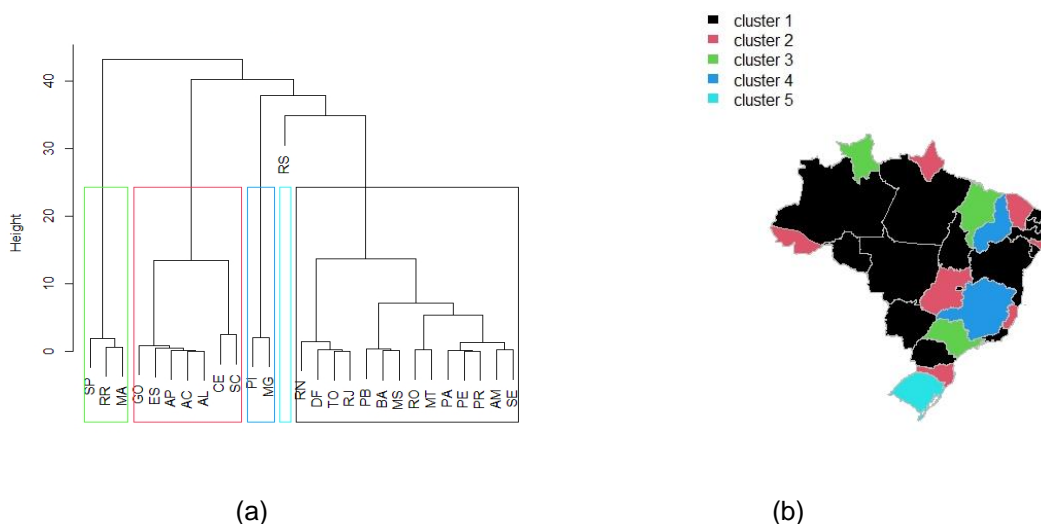 cluster 1
cluster 2
cluster 3
cluster 4
cluster 5
Height
40
30
20
10
0
RS
SP
RR
MA
GO
ES
AP
AC
AL
CE
SC
PI
MG
RN
DF
TO
RJ
PB
BA
MS
RO
MT
PA
PE
PR
AM
SE
(a)
(b)